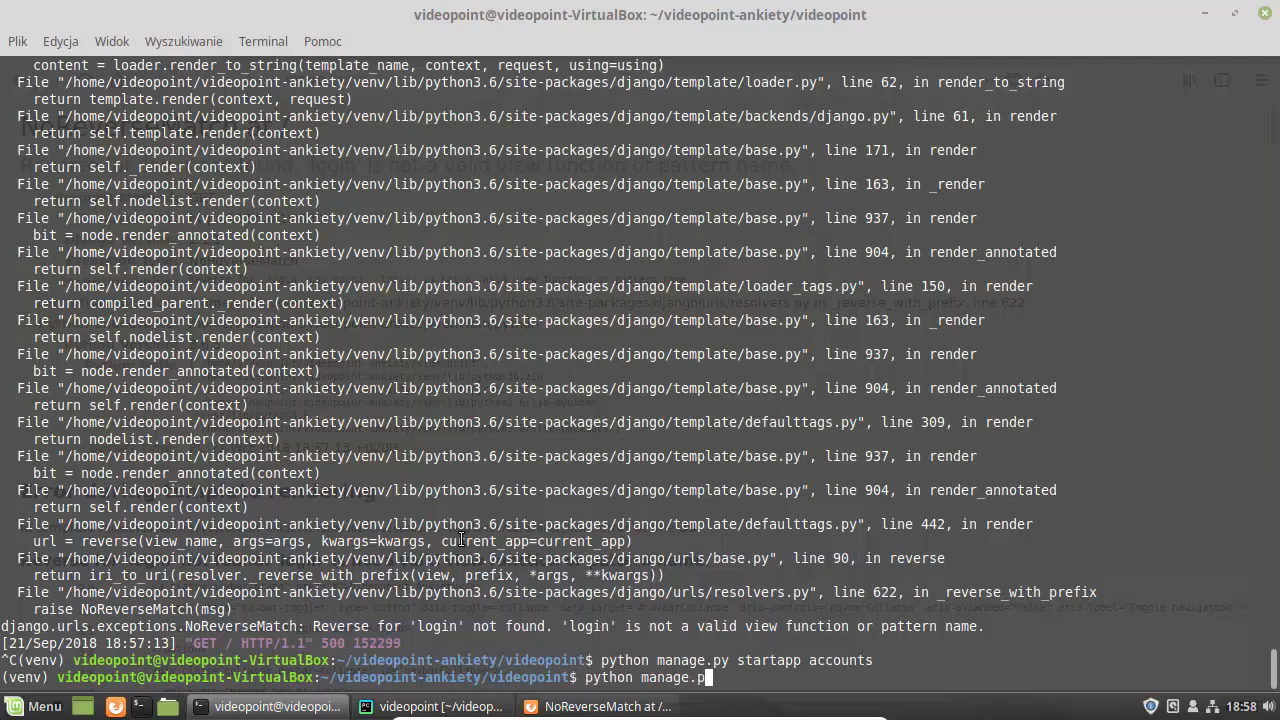 videopoint@videopoint-VirtualBox: ~/videopoint-ankiety/videopoint
Plik Edycja Widok Wyszukiwanie Terminal Pomoc
content = loader.render_to_string(template_name, context, request, using=using)
File "/home/videopoint/videopoint-ankiety/venv/lib/python3.6/site-packages/django/template/loader.py", line 62, in render_to_string
return template.render(context, request)
File "/home/videopoint/videopoint-ankiety/venv/lib/python3.6/site-packages/django/template/backends/django.py", line 61, in render
return self.template.render(context)
File "/home/videopoint/videopoint-ankiety/venv/lib/python3.6/site-packages/django/template/base.py", line 171, in render
return self._render(context)
File "/home/videopoint/videopoint-ankiety/venv/lib/python3.6/site-packages/django/template/base.py", line 163, in _render
return self.nodelist.render(context)
File "/home/videopoint/videopoint-ankiety/venv/lib/python3.6/site-packages/django/template/base.py", line 937, in render
bit = node.render_annotated(context)
File "/home/videopoint/videopoint-ankiety/venv/lib/python3.6/site-packages/django/template/base.py", line 904, in render_annotated
return self.render(context)
File "/home/videopoint/videopoint-ankiety/venv/lib/python3.6/site-packages/django/template/loader_tags.py", line 150, in render
return compiled_parent._render(context)
File "/home/videopoint/videopoint-ankiety/venv/lib/python3.6/site-packages/django/template/base.py", line 163, in _render
return self.nodelist.render(context)
File "/home/videopoint/videopoint-ankiety/venv/lib/python3.6/site-packages/django/template/base.py", line 937, in render
bit = node.render_annotated(context)
File "/home/videopoint/videopoint-ankiety/venv/lib/python3.6/site-packages/django/template/base.py", line 904, in render_annotated
return self.render(context)
File "/home/videopoint/videopoint-ankiety/venv/lib/python3.6/site-packages/django/template/defaulttags.py", line 309, in render
return nodelist.render(context)
File "/home/videopoint/videopoint-ankiety/venv/lib/python3.6/site-packages/django/template/base.py", line 937, in render
bit = node.render_annotated(context)
File "/home/videopoint/videopoint-ankiety/venv/lib/python3.6/site-packages/django/template/base.py", line 904, in render_annotated
return self.render(context)
File "/home/videopoint/videopoint-ankiety/venv/lib/python3.6/site-packages/django/template/defaulttags.py", line 442, in render
url = reverse(view_name, args=args, kwargs=kwargs, current_app=current_app)
File "/home/videopoint/videopoint-ankiety/venv/lib/python3.6/site-packages/django/urls/base.py", line 90, in reverse
return iri_to_uri(resolver._reverse_with_prefix(view, prefix, *args, **kwargs))
File "/home/videopoint/videopoint-ankiety/venv/lib/python3.6/site-packages/django/urls/resolvers.py", line 622, in _reverse_with_prefix
raise NoReverseMatch(msg)
django.urls.exceptions.NoReverseMatch: Reverse for 'login' not found. 'login' is not a valid view function or pattern name.
[21/Sep/2018 18:57:13] "GET / HTTP/1.1" 500 152299
^C(venv) videopoint@videopoint-VirtualBox:~/videopoint-ankiety/videopoint$ python manage.py startapp accounts
(venv) videopoint@videopoint-VirtualBox:~/videopoint-ankiety/videopoint$ python manage.p
Menu videopoint@videopoi... videopoint [~/videop... NoReverseMatch at /... 18:58